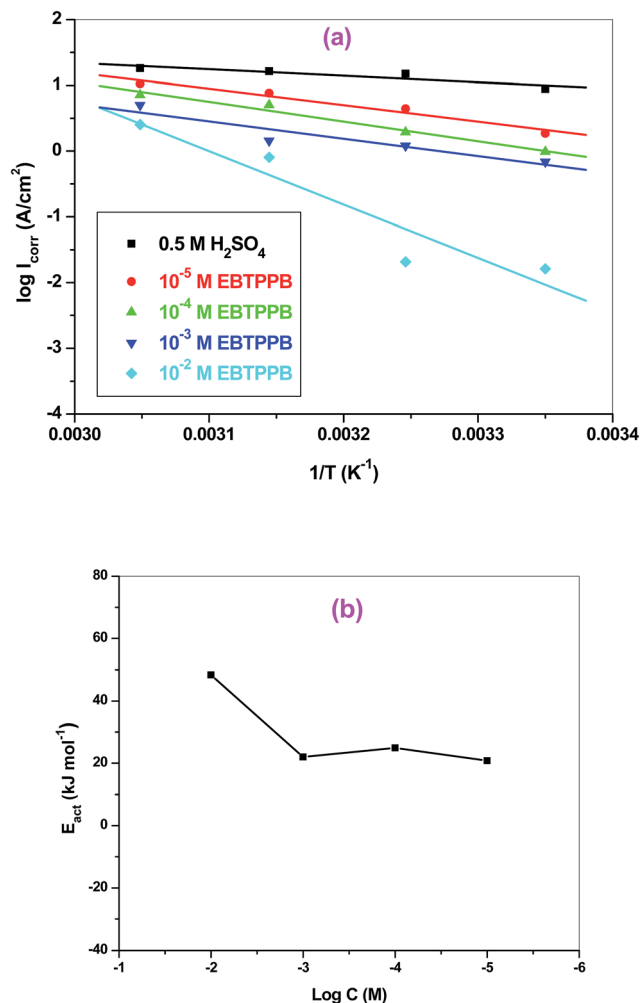 (a)
2
1
0
-1
-2
-3
-4
log I_corr (A/cm²)
0.5 M H₂SO₄
10⁻⁵ M EBTPPB
10⁻⁴ M EBTPPB
10⁻³ M EBTPPB
10⁻² M EBTPPB
0.0030 0.0031 0.0032 0.0033 0.0034
1/T (K⁻¹)
(b)
80
60
40
20
0
-20
-40
E_act (kJ mol⁻¹)
-1 -2 -3 -4 -5 -6
Log C (M)